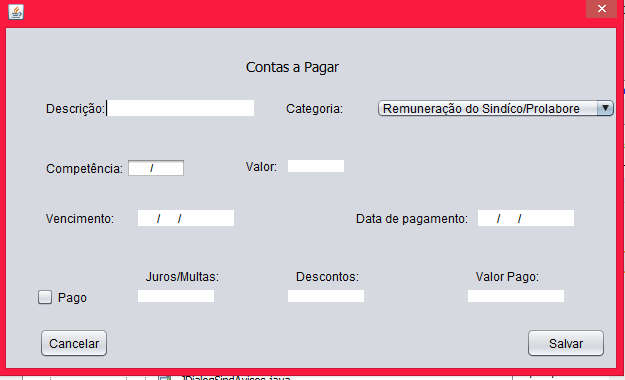 Contas a Pagar
Descrição: Categoria: Remuneração do Sindíco/Prolabore
Competência: / Valor:
Vencimento: / / Data de pagamento: / /
Juros/Multas: Descontos: Valor Pago:
Pago
Cancelar Salvar